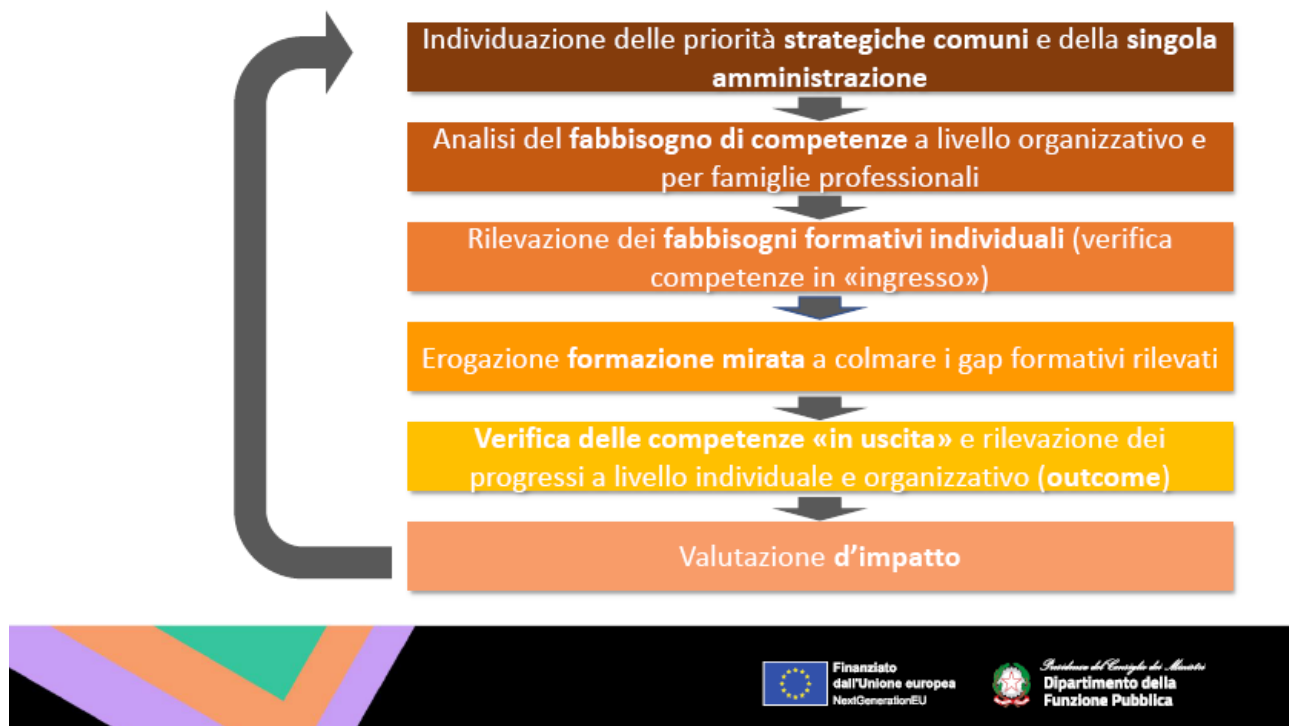 Individuazione delle priorità strategiche comuni e della singola
amministrazione
Analisi del fabbisogno di competenze a livello organizzativo e
per famiglie professionali
Rilevazione dei fabbisogni formativi individuali (verifica
competenze in «ingresso»)
Erogazione formazione mirata a colmare i gap formativi rilevati
Verifica delle competenze «in uscita» e rilevazione dei
progressi a livello individuale e organizzativo (outcome)
Valutazione d’impatto
Finanziato
dall'Unione europea
NextGenerationEU
Presidenza del Consiglio dei Ministri
Dipartimento della
Funzione Pubblica